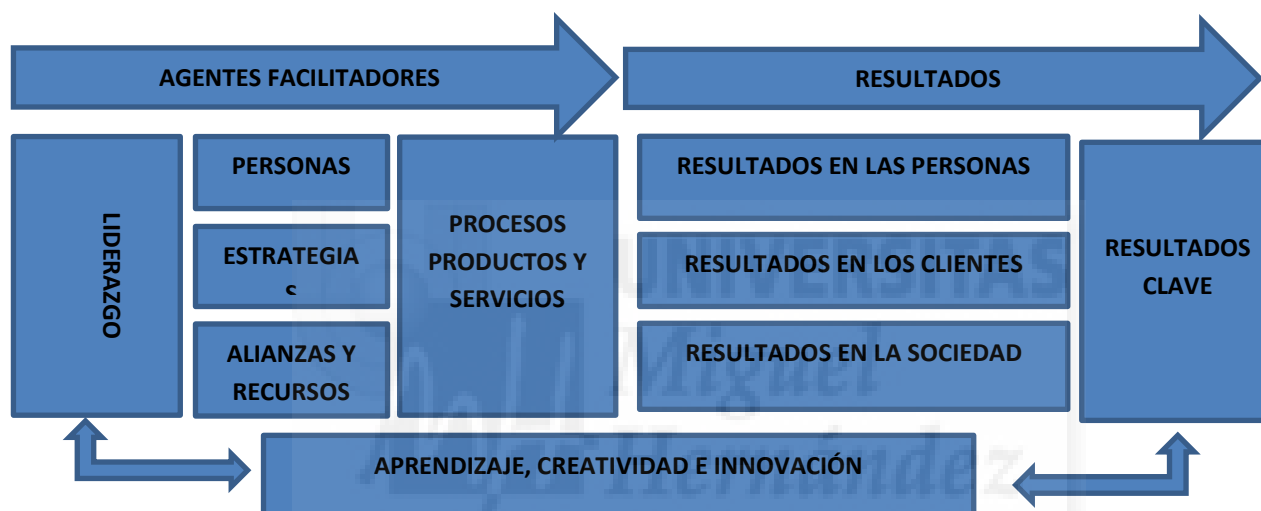 AGENTES FACILITADORES
RESULTADOS
LIDERAZGO
PERSONAS
ESTRATEGIA
S
ALIANZAS Y
RECURSOS
PROCESOS
PRODUCTOS Y
SERVICIOS
RESULTADOS EN LAS PERSONAS
RESULTADOS EN LOS CLIENTES
RESULTADOS EN LA SOCIEDAD
RESULTADOS
CLAVE
APRENDIZAJE, CREATIVIDAD E INNOVACIÓN
UNIVERSITAS
Miguel
Hernández